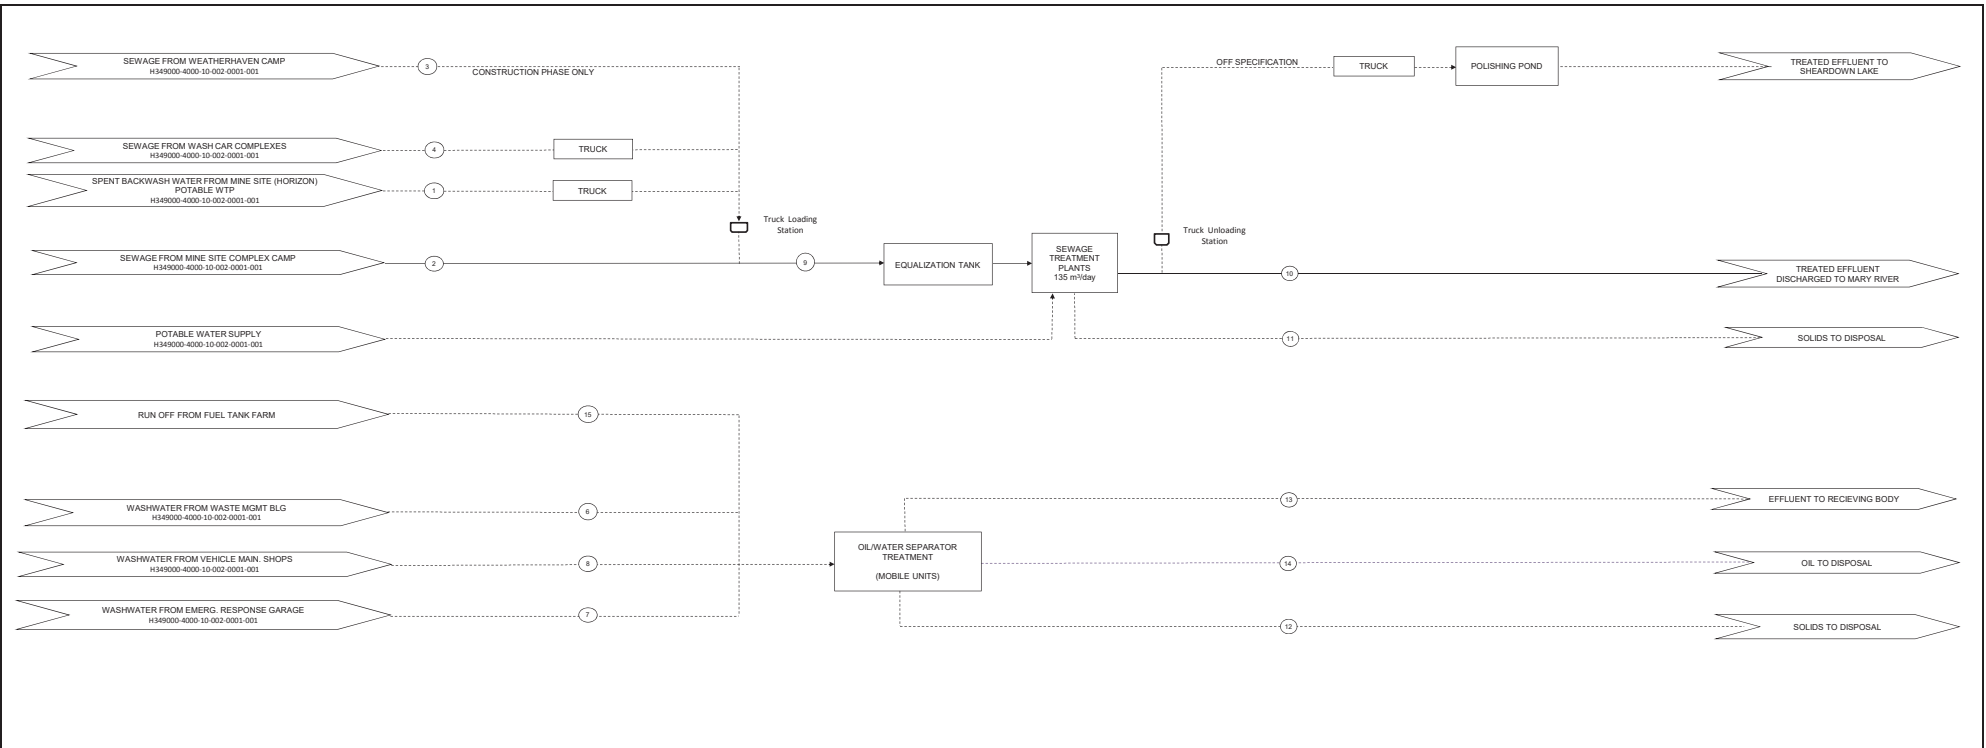 SEWAGE FROM WEATHERHAVEN CAMP
H349000-4000-10-002-0001-001
3
CONSTRUCTION PHASE ONLY
OFF SPECIFICATION
TRUCK
POLISHING POND
TREATED EFFLUENT TO
SHEARDOWN LAKE
SEWAGE FROM WASH CAR COMPLEXES
H349000-4000-10-002-0001-001
4
TRUCK
SPENT BACKWASH WATER FROM MINE SITE (HORIZON)
POTABLE WTP
H349000-4000-10-002-0001-001
1
TRUCK
Truck Loading
Station
Truck Unloading
Station
SEWAGE FROM MINE SITE COMPLEX CAMP
H349000-4000-10-002-0001-001
2
9
EQUALIZATION TANK
SEWAGE
TREATMENT
PLANTS
135 m³/day
10
TREATED EFFLUENT
DISCHARGED TO MARY RIVER
POTABLE WATER SUPPLY
H349000-4000-10-002-0001-001
11
SOLIDS TO DISPOSAL
RUN OFF FROM FUEL TANK FARM
15
WASHWATER FROM WASTE MGMT BLG
H349000-4000-10-002-0001-001
6
13
EFFLUENT TO RECIEVING BODY
WASHWATER FROM VEHICLE MAIN. SHOPS
H349000-4000-10-002-0001-001
8
OIL/WATER SEPARATOR
TREATMENT
(MOBILE UNITS)
14
OIL TO DISPOSAL
WASHWATER FROM EMERG. RESPONSE GARAGE
H349000-4000-10-002-0001-001
7
12
SOLIDS TO DISPOSAL